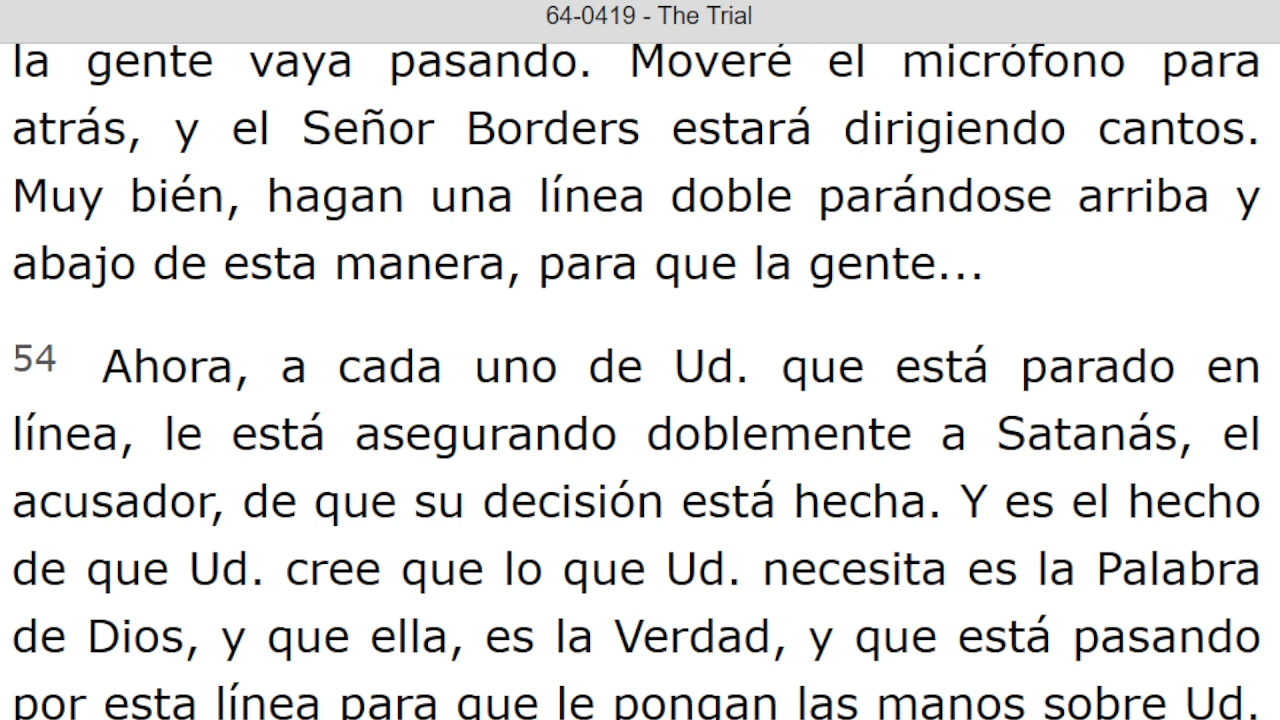 64-0419 - The Trial
la gente vaya pasando. Moveré el micrófono para
atrás, y el Señor Borders estará dirigiendo cantos.
Muy bién, hagan una línea doble parándose arriba y
abajo de esta manera, para que la gente...
54 Ahora, a cada uno de Ud. que está parado en
línea, le está asegurando doblemente a Satanás, el
acusador, de que su decisión está hecha. Y es el hecho
de que Ud. cree que lo que Ud. necesita es la Palabra
de Dios, y que ella, es la Verdad, y que está pasando
por esta línea para que le pongan las manos sobre Ud.